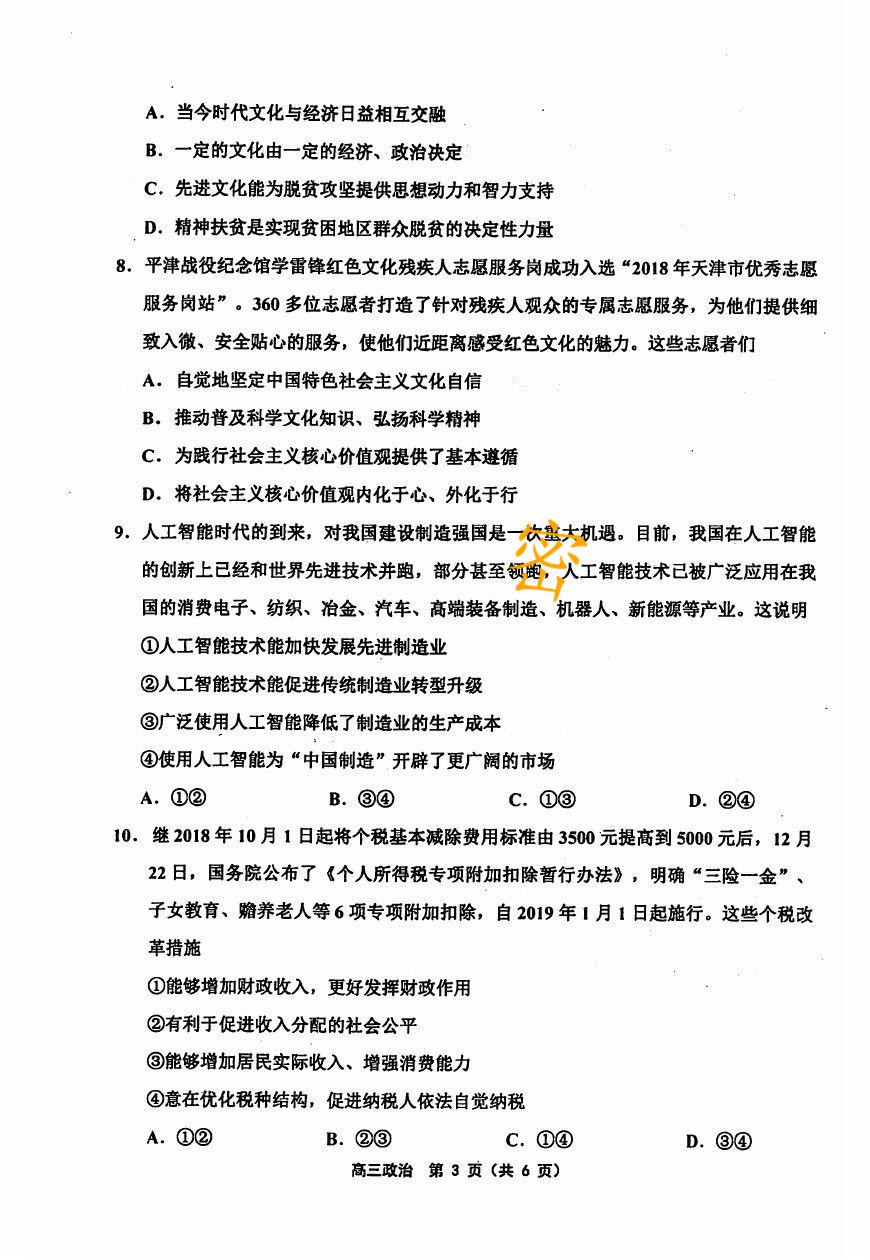 A．当今时代文化与经济日益相互交融
B．一定的文化由一定的经济、政治决定
C．先进文化能为脱贫攻坚提供思想动力和智力支持
D．精神扶贫是实现贫困地区群众脱贫的决定性力量
8．平津战役纪念馆学雷锋红色文化残疾人志愿服务岗成功入选“2018 年天津市优秀志愿
服务岗站”。360 多位志愿者打造了针对残疾人观众的专属志愿服务，为他们提供细
致入微、安全贴心的服务，使他们近距离感受红色文化的魅力。这些志愿者们
A．自觉地坚定中国特色社会主义文化自信
B．推动普及科学文化知识、弘扬科学精神
C．为践行社会主义核心价值观提供了基本遵循
D．将社会主义核心价值观内化于心、外化于行
9．人工智能时代的到来，对我国建设制造强国是一次重大机遇。目前，我国在人工智能
的创新上已经和世界先进技术并跑，部分甚至领跑，人工智能技术已被广泛应用在我
国的消费电子、纺织、冶金、汽车、高端装备制造、机器人、新能源等产业。这说明
密
①人工智能技术能加快发展先进制造业
②人工智能技术能促进传统制造业转型升级
③广泛使用人工智能降低了制造业的生产成本
④使用人工智能为“中国制造”开辟了更广阔的市场
A．①② B．③④ C．①③ D．②④
10．继 2018 年 10 月 1 日起将个税基本减除费用标准由 3500 元提高到 5000 元后，12 月
22 日，国务院公布了《个人所得税专项附加扣除暂行办法》，明确“三险一金”、
子女教育、赡养老人等 6 项专项附加扣除，自 2019 年 1 月 1 日起施行。这些个税改
革措施
①能够增加财政收入，更好发挥财政作用
②有利于促进收入分配的社会公平
③能够增加居民实际收入、增强消费能力
④意在优化税种结构，促进纳税人依法自觉纳税
A．①② B．②③ C．①④ D．③④
高三政治 第 3 页（共 6 页）